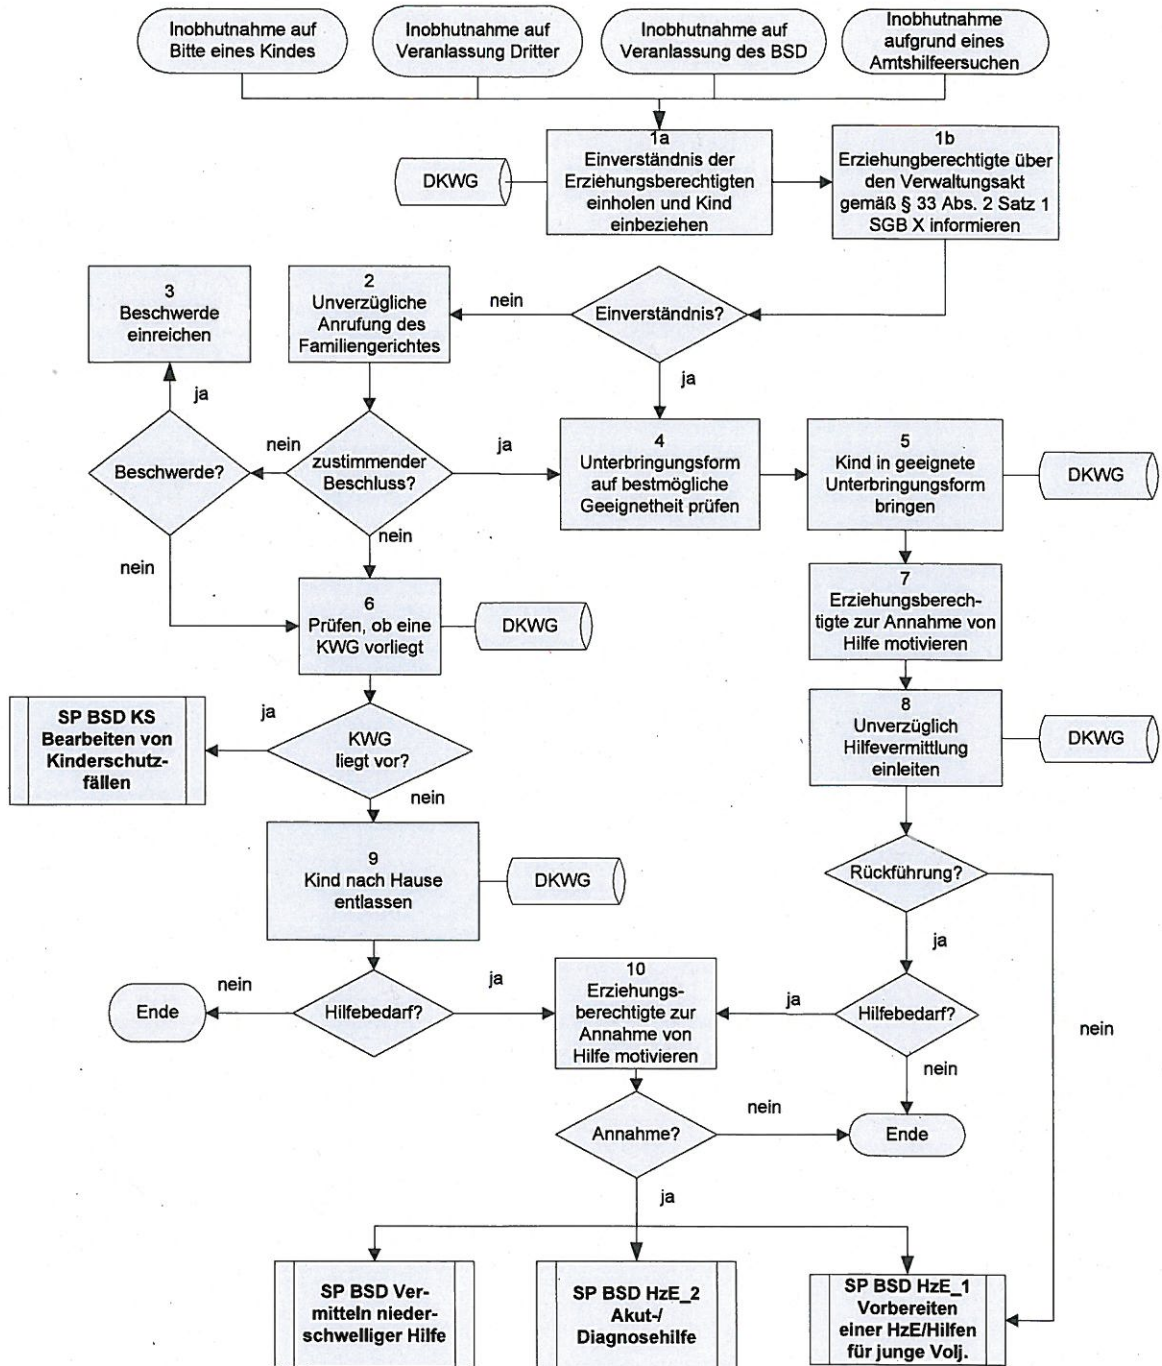 Inobhutnahme auf
Bitte eines Kindes
Inobhutnahme auf
Veranlassung Dritter
Inobhutnahme auf
Veranlassung des BSD
Inobhutnahme
aufgrund eines
Amtshilfeersuchen
DKWG
1a
Einverständnis der
Erziehungsberechtigten
einholen und Kind
einbeziehen
1b
Erziehungberechtigte über
den Verwaltungsakt
gemäß § 33 Abs. 2 Satz 1
SGB X informieren
3
Beschwerde
einreichen
2
Unverzügliche
Anrufung des
Familiengerichtes
nein
Einverständnis?
ja
ja
Beschwerde?
nein
zustimmender
Beschluss?
ja
4
Unterbringungsform
auf bestmögliche
Geeignetheit prüfen
5
Kind in geeignete
Unterbringungsform
bringen
DKWG
nein
nein
6
Prüfen, ob eine
KWG vorliegt
DKWG
7
Erziehungsberech-
tigte zur Annahme von
Hilfe motivieren
SP BSD KS
Bearbeiten von
Kinderschutz-
fällen
ja
KWG
liegt vor?
nein
8
Unverzüglich
Hilfevermittlung
einleiten
DKWG
9
Kind nach Hause
entlassen
DKWG
Rückführung?
ja
nein
Ende
nein
Hilfebedarf?
ja
10
Erziehungs-
berechtigte zur
Annahme von
Hilfe motivieren
ja
Hilfebedarf?
nein
Annahme?
nein
Ende
ja
SP BSD Ver-
mitteln nieder-
schwelliger Hilfe
SP BSD HzE_2
Akut-/
Diagnosehilfe
SP BSD HzE_1
Vorbereiten
einer HzE/Hilfen
für junge Volj.